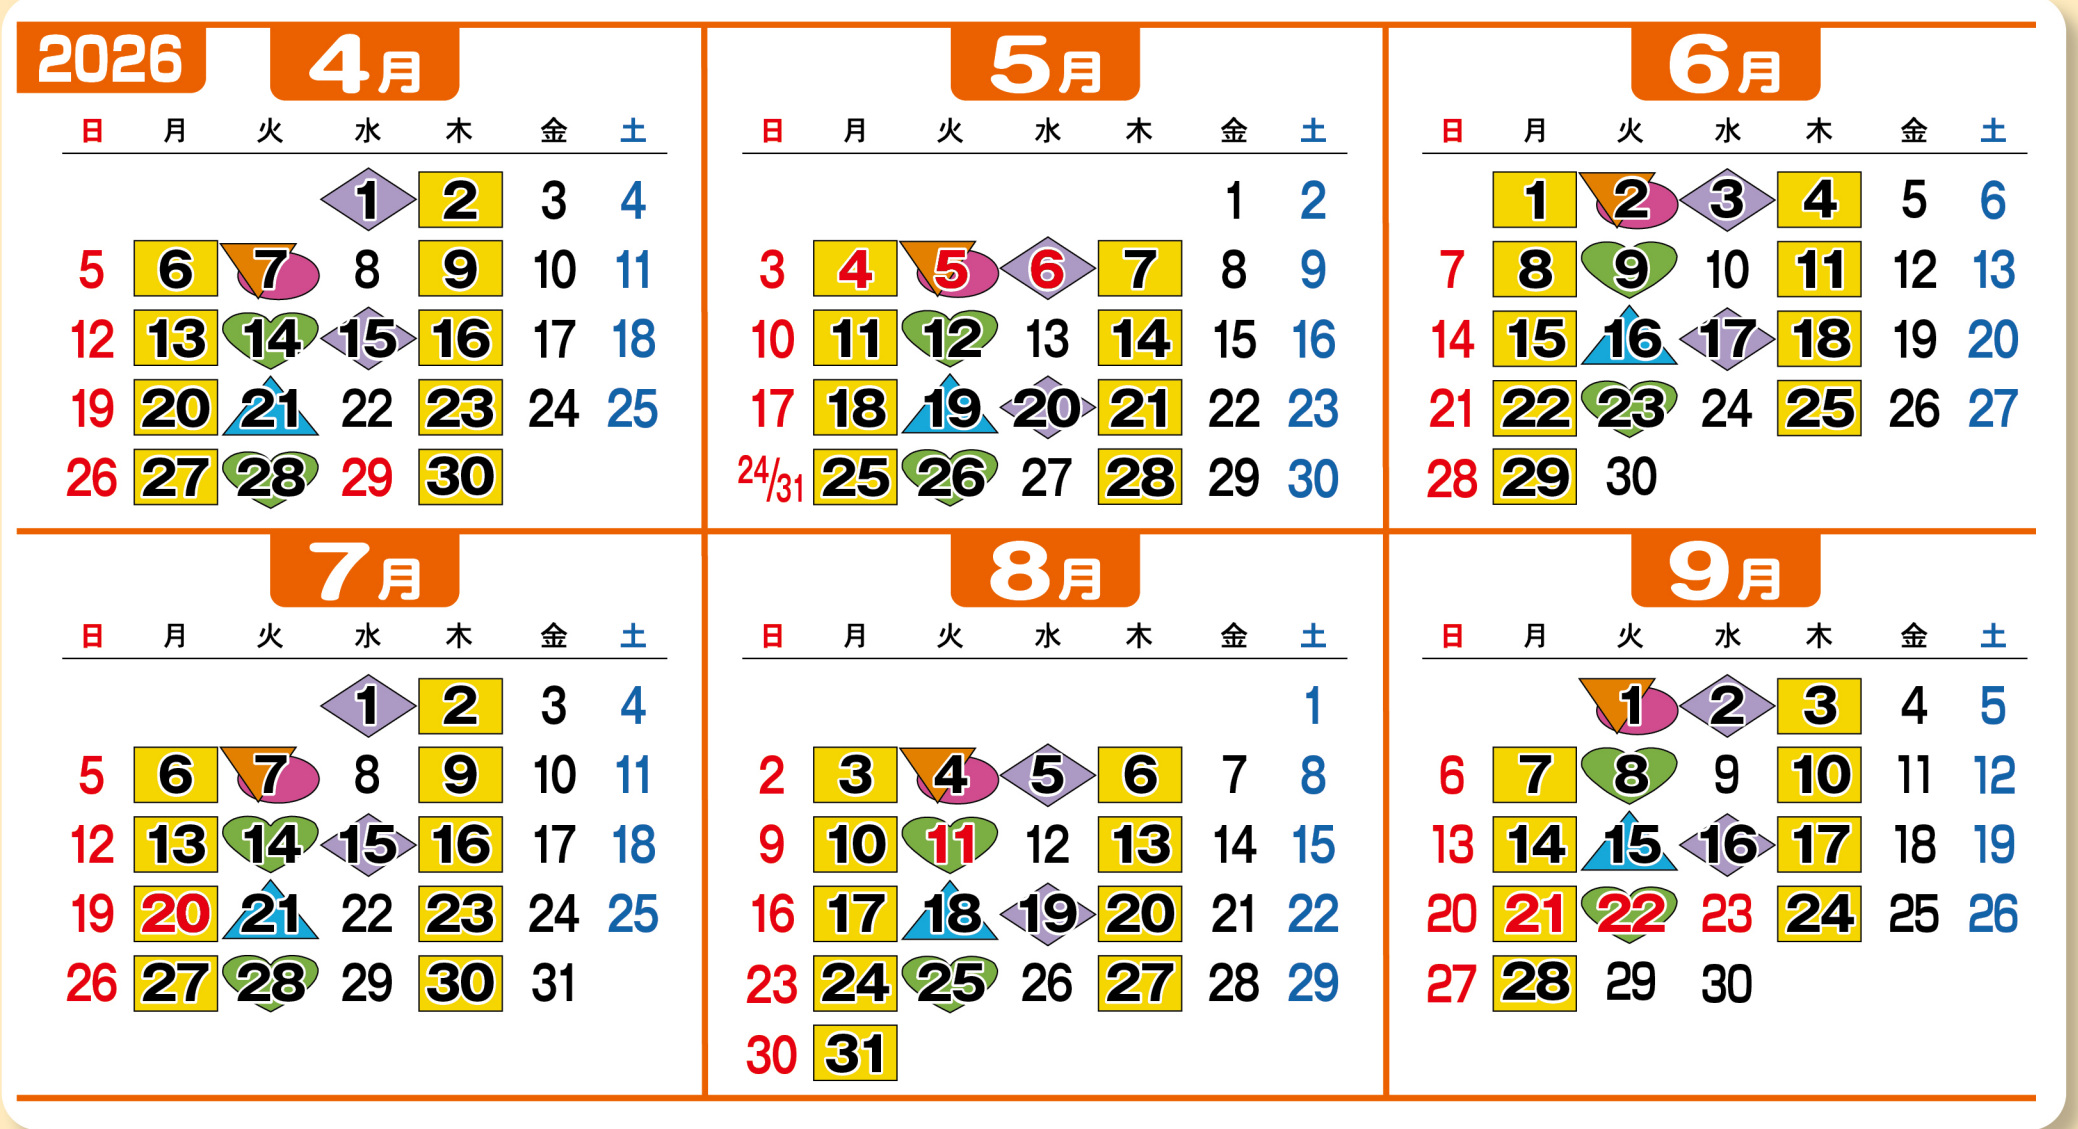 2026
4月
日 月 火 水 木 金 土
1 2 3 4
5 6 7 8 9 10 11
12 13 14 15 16 17 18
19 20 21 22 23 24 25
26 27 28 29 30
5月
日 月 火 水 木 金 土
1 2
3 4 5 6 7 8 9
10 11 12 13 14 15 16
17 18 19 20 21 22 23
24/31 25 26 27 28 29 30
6月
日 月 火 水 木 金 土
1 2 3 4 5 6
7 8 9 10 11 12 13
14 15 16 17 18 19 20
21 22 23 24 25 26 27
28 29 30
7月
日 月 火 水 木 金 土
1 2 3 4
5 6 7 8 9 10 11
12 13 14 15 16 17 18
19 20 21 22 23 24 25
26 27 28 29 30 31
8月
日 月 火 水 木 金 土
1
2 3 4 5 6 7 8
9 10 11 12 13 14 15
16 17 18 19 20 21 22
23 24 25 26 27 28 29
30 31
9月
日 月 火 水 木 金 土
1 2 3 4 5
6 7 8 9 10 11 12
13 14 15 16 17 18 19
20 21 22 23 24 25 26
27 28 29 30